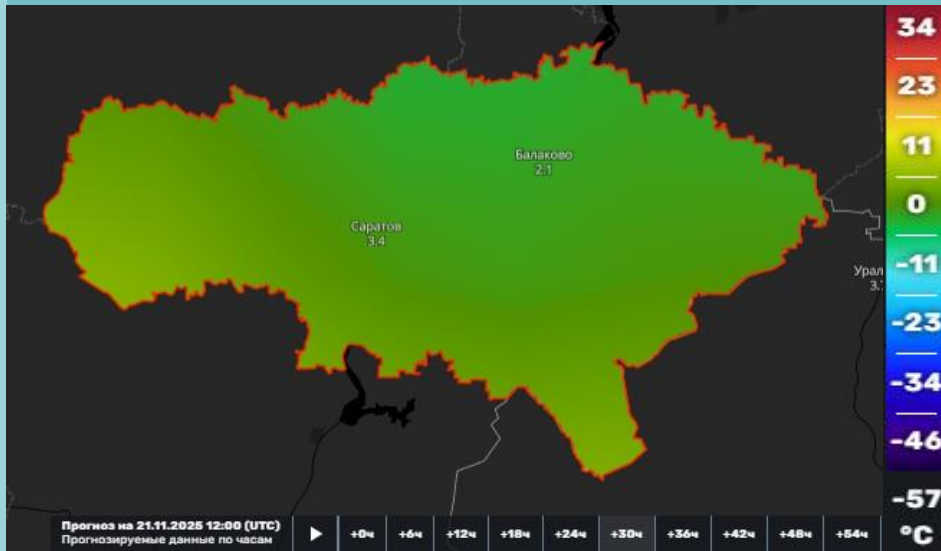 34
23
11
0
-11
-23
-34
-46
-57
°C
Балаково
2.1
Саратов
3.4
Урал
3.
Прогноз на 21.11.2025 12:00 (UTC)
Прогнозируемые данные по часам
+0ч
+6ч
+12ч
+18ч
+24ч
+30ч
+36ч
+42ч
+48ч
+54ч